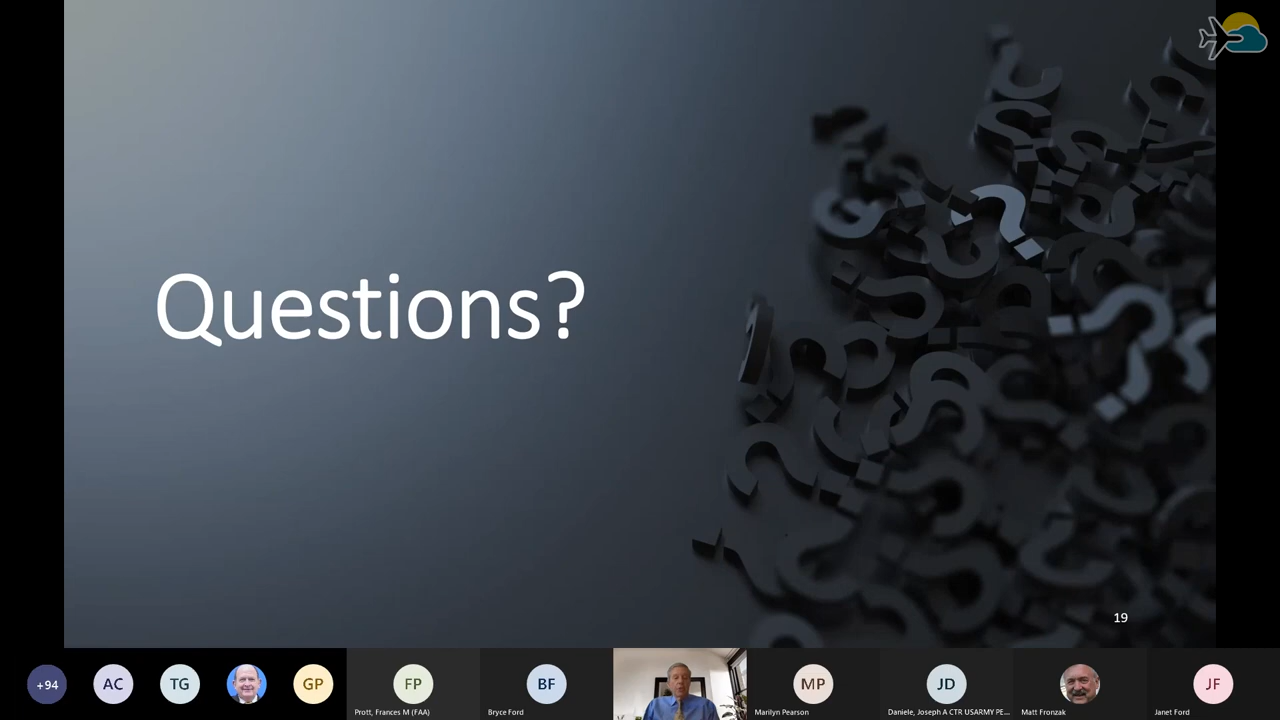 Questions?
19
+94
AC
TG
GP
FP
BF
MP
JD
JF
Prott, Frances M (FAA)
Bryce Ford
Marilyn Pearson
Daniele, Joseph A CTR USARMY PE...
Matt Fronzak
Janet Ford